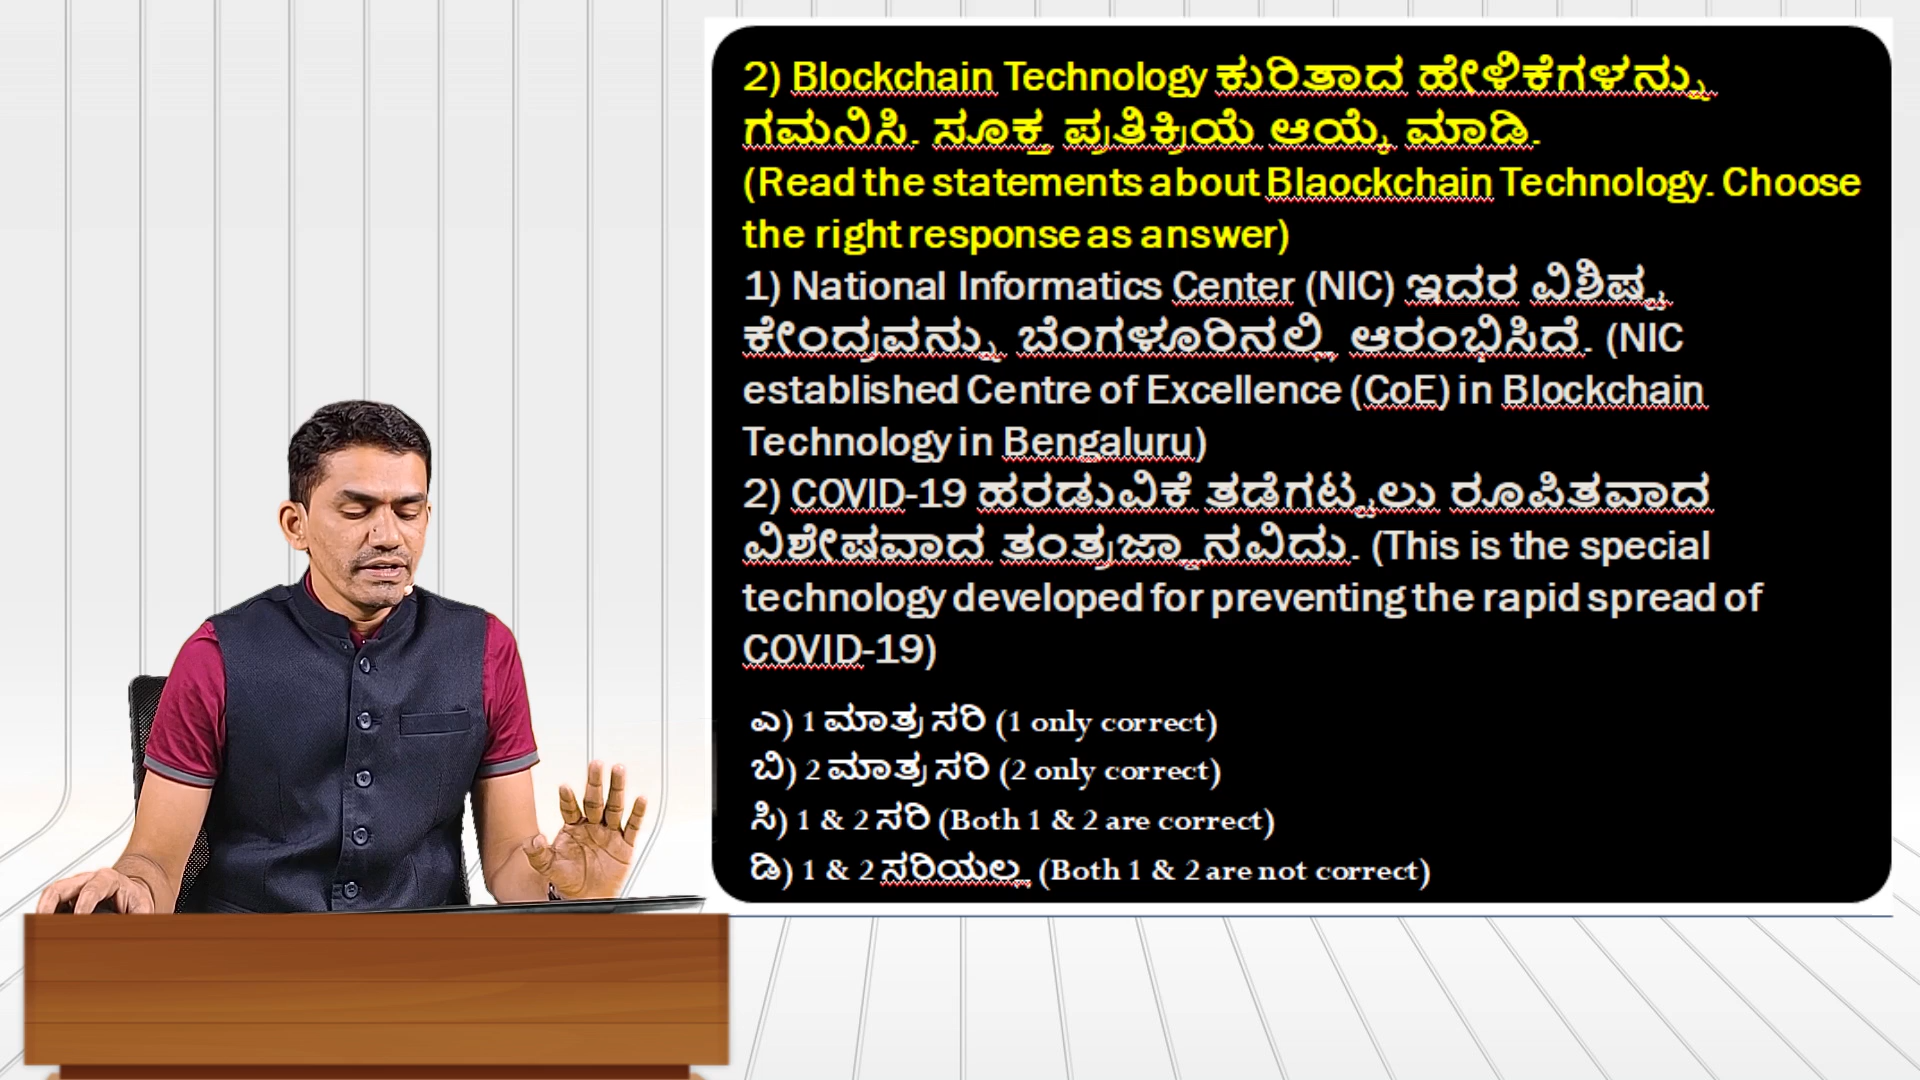 2) Blockchain Technology ಕುರಿತಾದ ಹೇಳಿಕೆಗಳನ್ನು
ಗಮನಿಸಿ. ಸೂಕ್ತ ಪ್ರತಿಕ್ರಿಯೆ ಆಯ್ಕೆ ಮಾಡಿ.
(Read the statements about Blaockchain Technology. Choose
the right response as answer)
1) National Informatics Center (NIC) ಇದರ ವಿಶಿಷ್ಟ
ಕೇಂದ್ರವನ್ನು ಬೆಂಗಳೂರಿನಲ್ಲಿ ಆರಂಭಿಸಿದೆ. (NIC
established Centre of Excellence (CoE) in Blockchain
Technology in Bengaluru)
2) COVID-19 ಹರಡುವಿಕೆ ತಡೆಗಟ್ಟಲು ರೂಪಿತವಾದ
ವಿಶೇಷವಾದ ತಂತ್ರಜ್ಞಾನವಿದು. (This is the special
technology developed for preventing the rapid spread of
COVID-19)
ಎ) 1 ಮಾತ್ರ ಸರಿ (1 only correct)
ಬಿ) 2 ಮಾತ್ರ ಸರಿ (2 only correct)
ಸಿ) 1 & 2 ಸರಿ (Both 1 & 2 are correct)
ಡಿ) 1 & 2 ಸರಿಯಲ್ಲ (Both 1 & 2 are not correct)